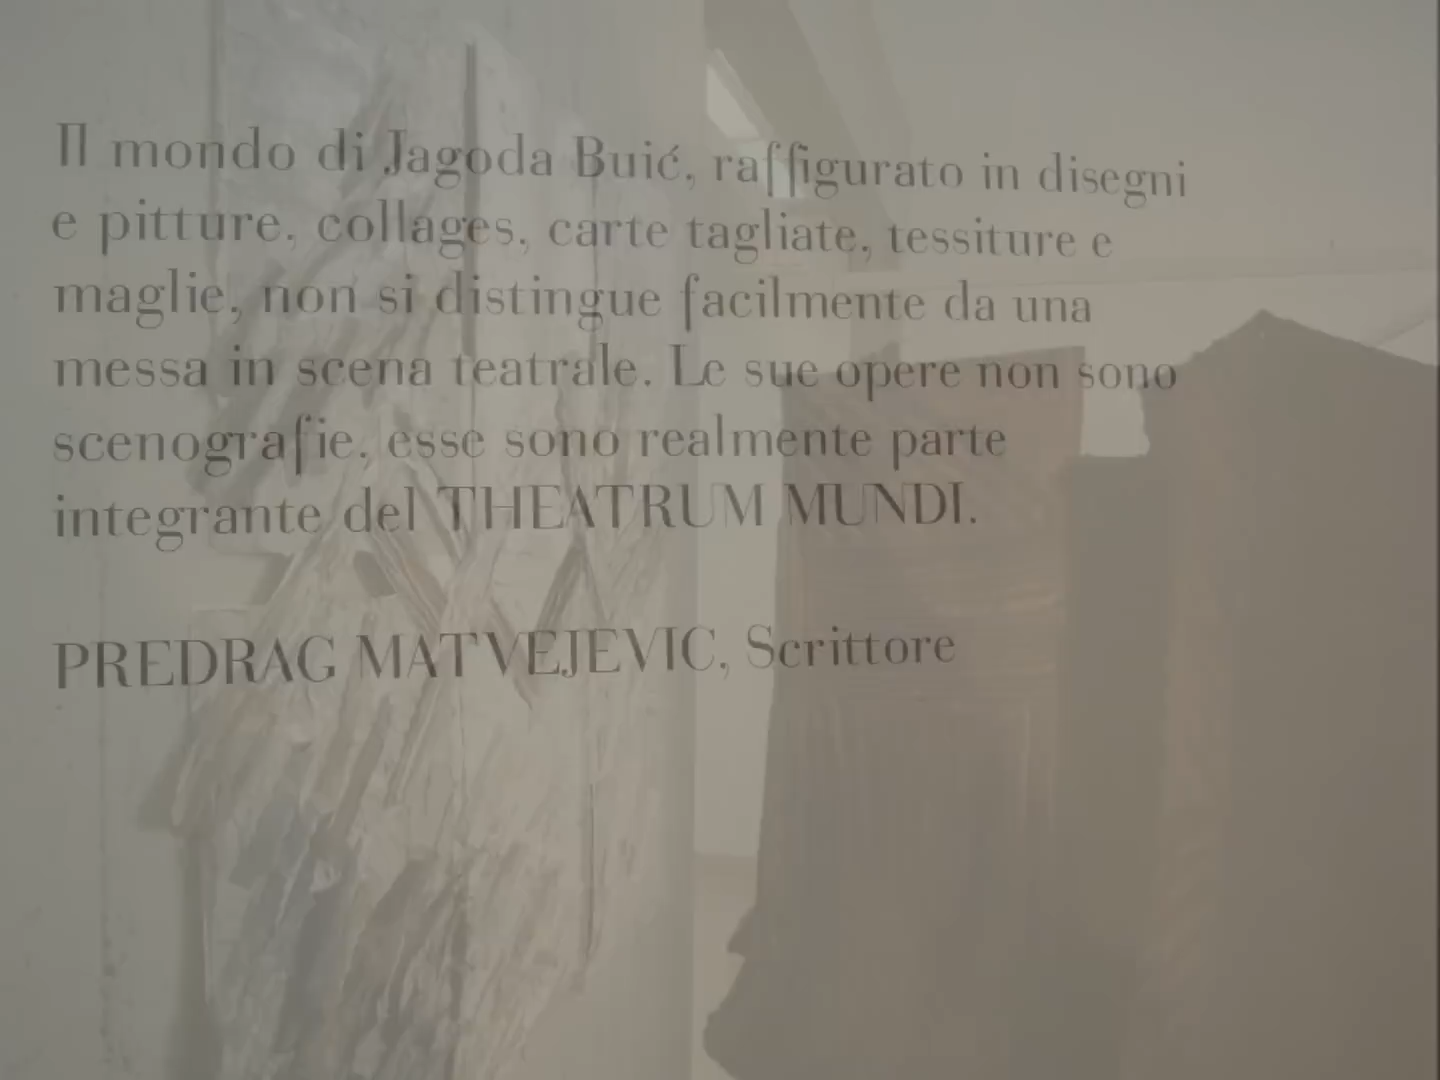 Il mondo di Jagoda Buić, raffigurato in disegni
e pitture, collages, carte tagliate, tessiture e
maglie, non si distingue facilmente da una
messa in scena teatrale. Le sue opere non sono
scenografie, esse sono realmente parte
integrante del THEATRUM MUNDI.
PREDRAG MATVEJEVIC, Scrittore